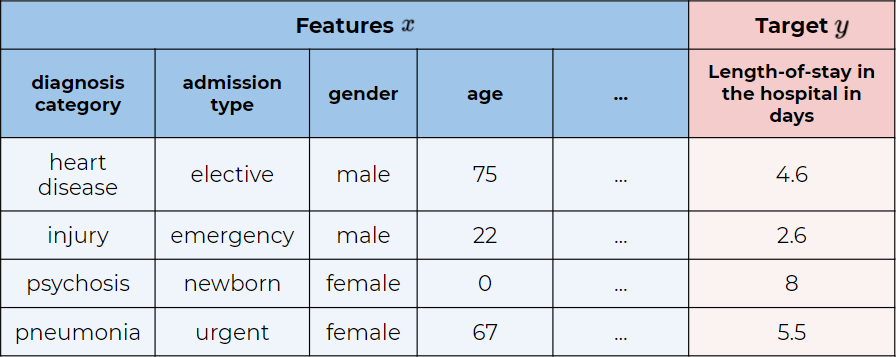 Features x Target y
diagnosis category admission type gender age ... Length-of-stay in the hospital in days
heart disease elective male 75 ... 4.6
injury emergency male 22 ... 2.6
psychosis newborn female 0 ... 8
pneumonia urgent female 67 ... 5.5